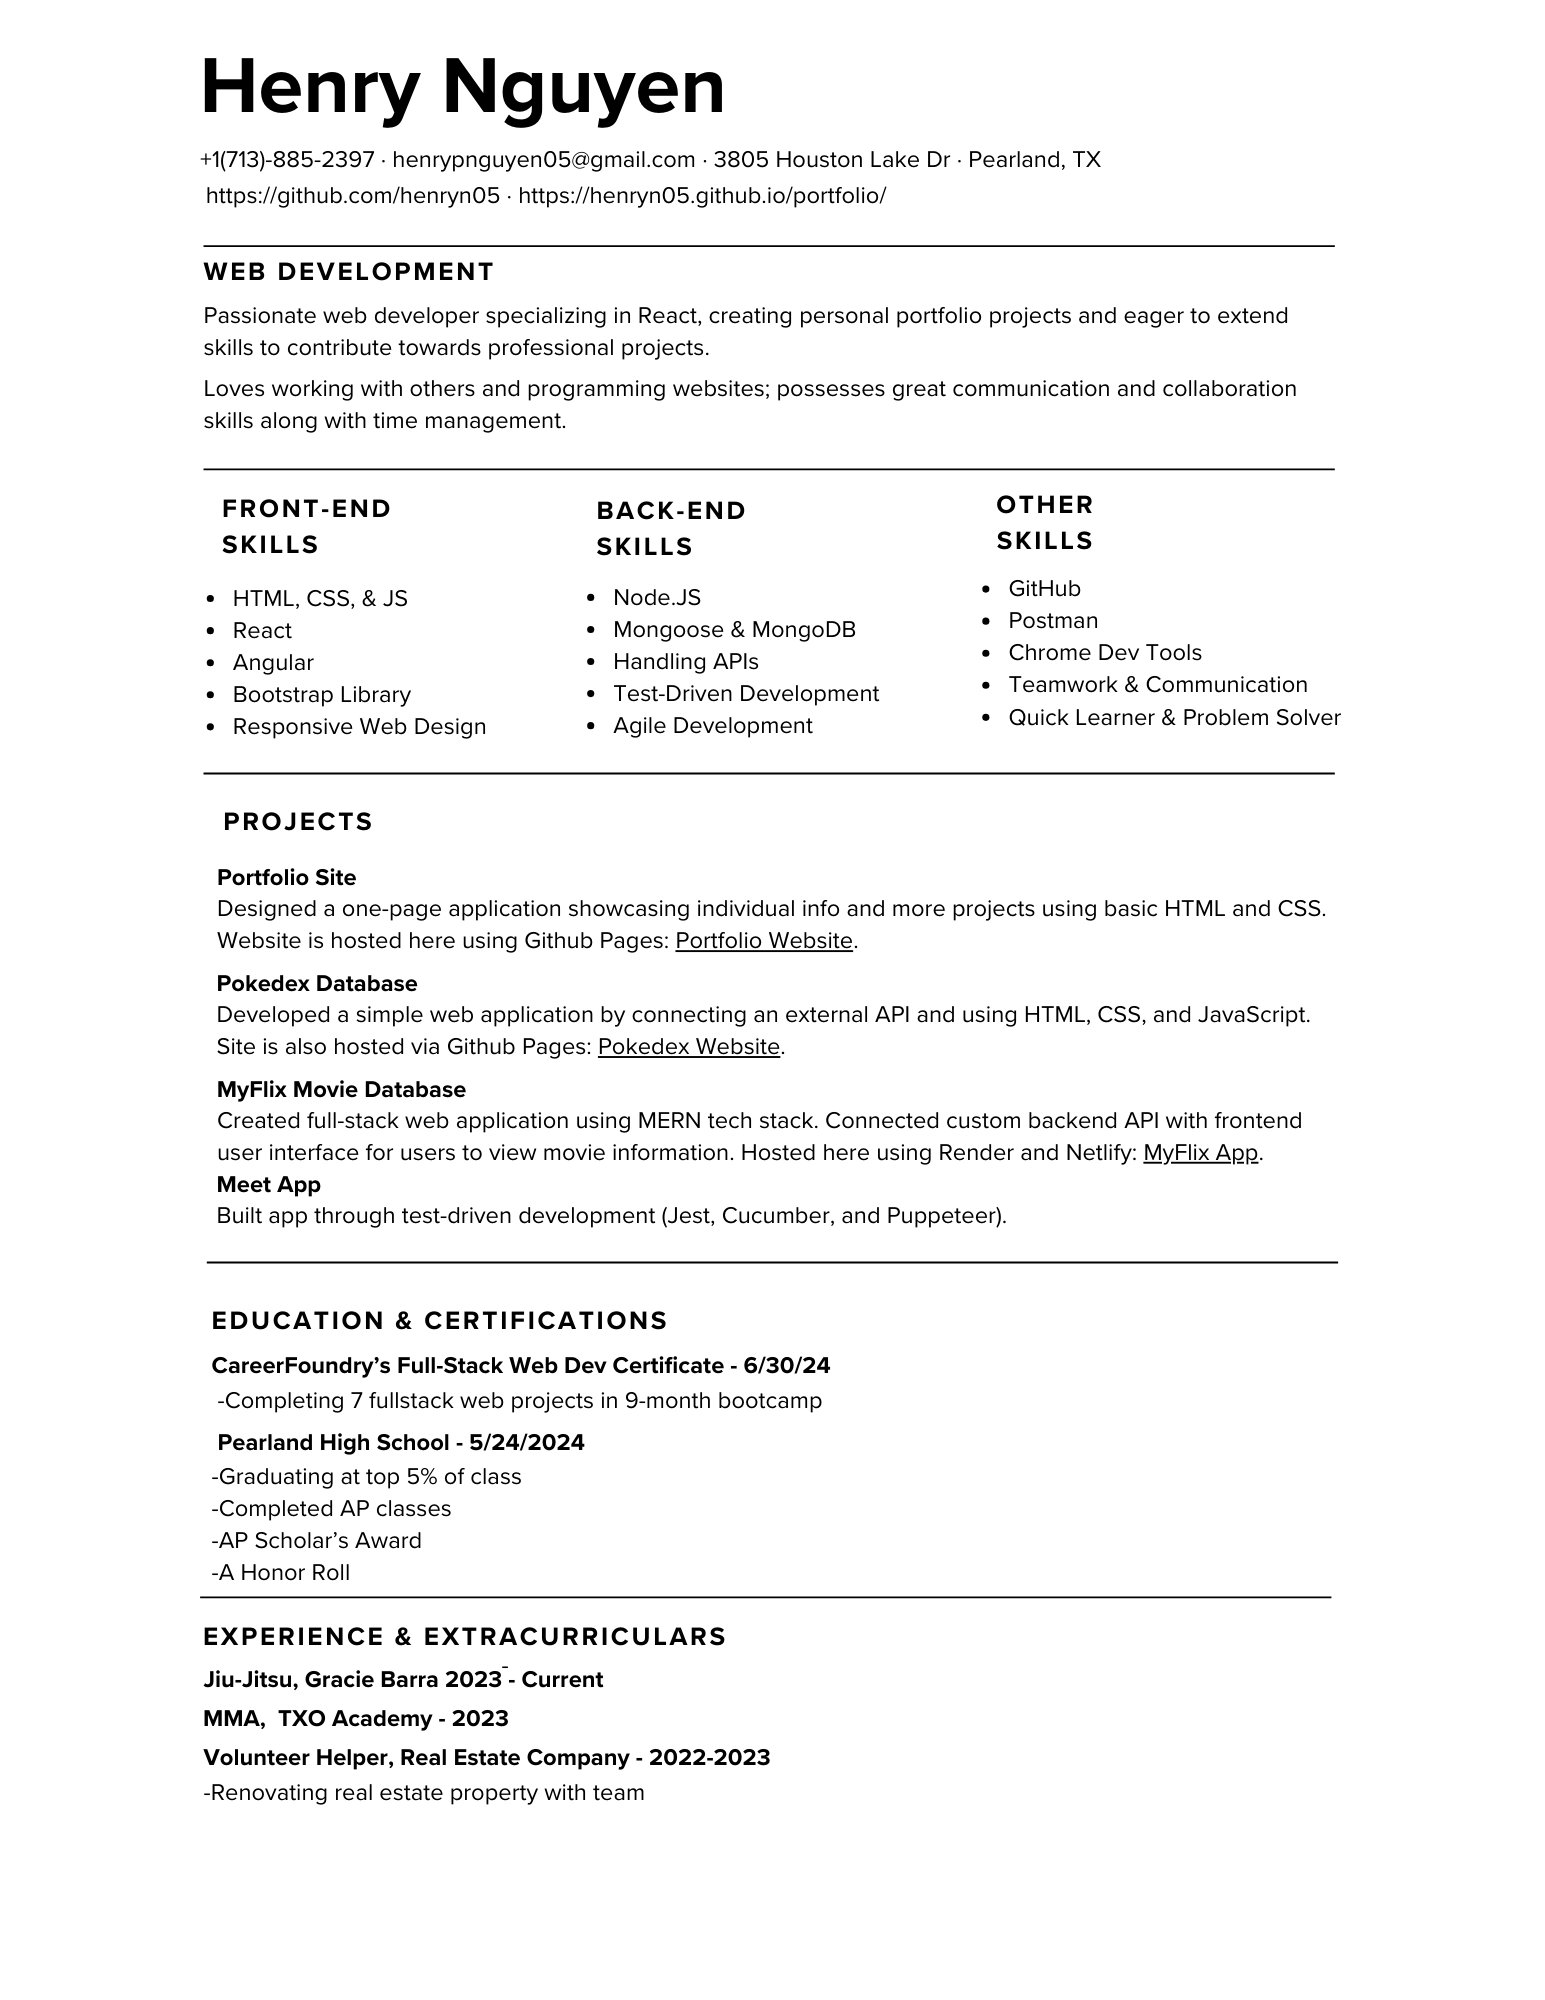 Henry Nguyen
+1(713)-885-2397 · henrypnguyen05@gmail.com · 3805 Houston Lake Dr · Pearland, TX
https://github.com/henryn05 · https://henryn05.github.io/portfolio/
WEB DEVELOPMENT
Passionate web developer specializing in React, creating personal portfolio projects and eager to extend
skills to contribute towards professional projects.
Loves working with others and programming websites; possesses great communication and collaboration
skills along with time management.
FRONT-END
SKILLS
• HTML, CSS, & JS
• React
• Angular
• Bootstrap Library
• Responsive Web Design
BACK-END
SKILLS
• Node.JS
• Mongoose & MongoDB
• Handling APIs
• Test-Driven Development
• Agile Development
OTHER
SKILLS
• GitHub
• Postman
• Chrome Dev Tools
• Teamwork & Communication
• Quick Learner & Problem Solver
PROJECTS
Portfolio Site
Designed a one-page application showcasing individual info and more projects using basic HTML and CSS.
Website is hosted here using Github Pages: Portfolio Website.
Pokedex Database
Developed a simple web application by connecting an external API and using HTML, CSS, and JavaScript.
Site is also hosted via Github Pages: Pokedex Website.
MyFlix Movie Database
Created full-stack web application using MERN tech stack. Connected custom backend API with frontend
user interface for users to view movie information. Hosted here using Render and Netlify: MyFlix App.
Meet App
Built app through test-driven development (Jest, Cucumber, and Puppeteer).
EDUCATION & CERTIFICATIONS
CareerFoundry’s Full-Stack Web Dev Certificate - 6/30/24
-Completing 7 fullstack web projects in 9-month bootcamp
Pearland High School - 5/24/2024
-Graduating at top 5% of class
-Completed AP classes
-AP Scholar’s Award
-A Honor Roll
EXPERIENCE & EXTRACURRICULARS
Jiu-Jitsu, Gracie Barra 2023 - Current
MMA,  TXO Academy - 2023
Volunteer Helper, Real Estate Company - 2022-2023
-Renovating real estate property with team